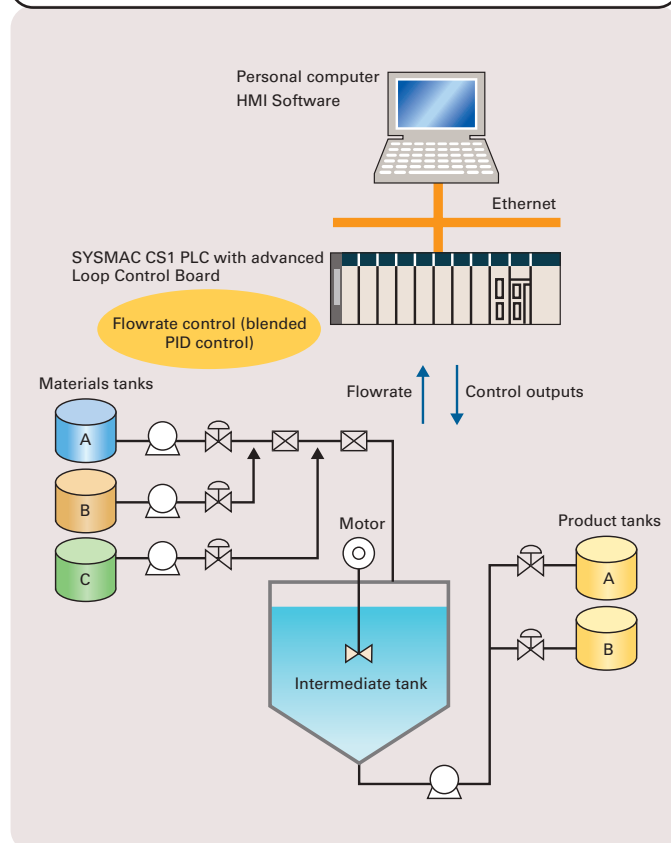 Personal computer
HMI Software
Ethernet
SYSMAC CS1 PLC with advanced
Loop Control Board
Flowrate control (blended
PID control)
Flowrate
Control outputs
Materials tanks
A
B
C
Motor
Product tanks
A
B
Intermediate tank